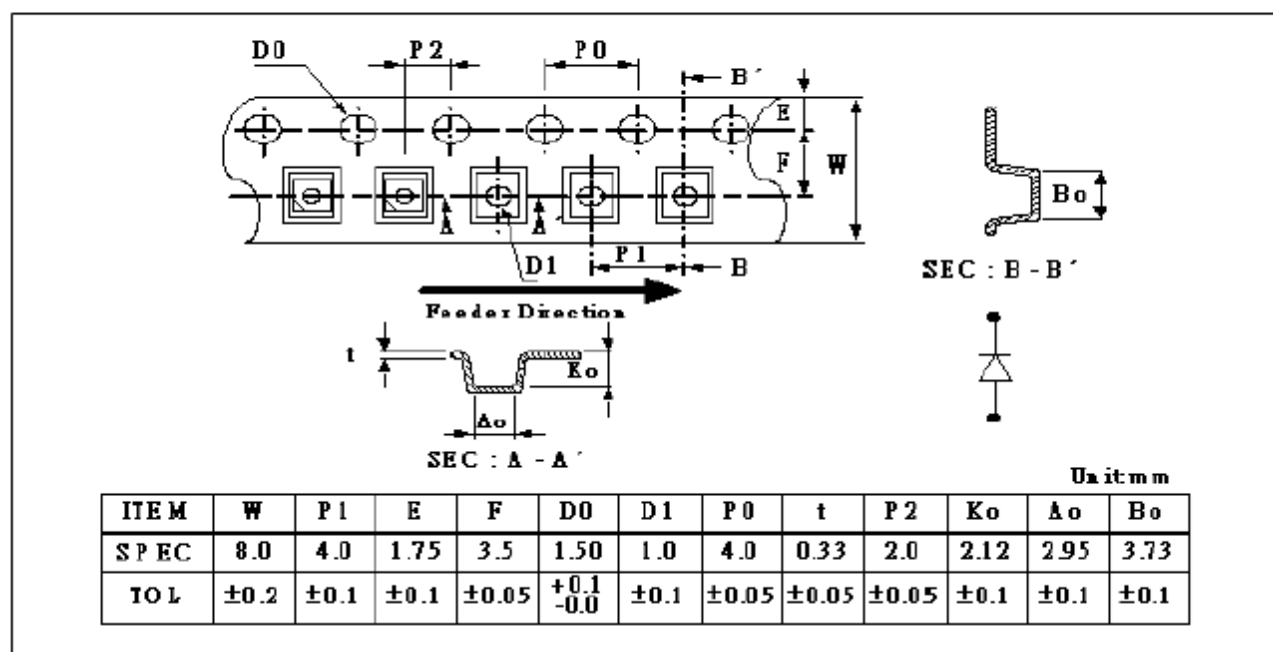 D0
P2
P0
B´
E
F
W
A
A´
D1
P1
B
Feeder Direction
Bo
SEC : B - B´
t
Ko
Ao
SEC : A - A´
Unit:mm
ITEM W P1 E F D0 D1 P0 t P2 Ko Ao Bo
SPEC 8.0 4.0 1.75 3.5 1.50 1.0 4.0 0.33 2.0 2.12 2.95 3.73
TOL ±0.2 ±0.1 ±0.1 ±0.05 +0.1 -0.0 ±0.1 ±0.05 ±0.05 ±0.05 ±0.1 ±0.1 ±0.1